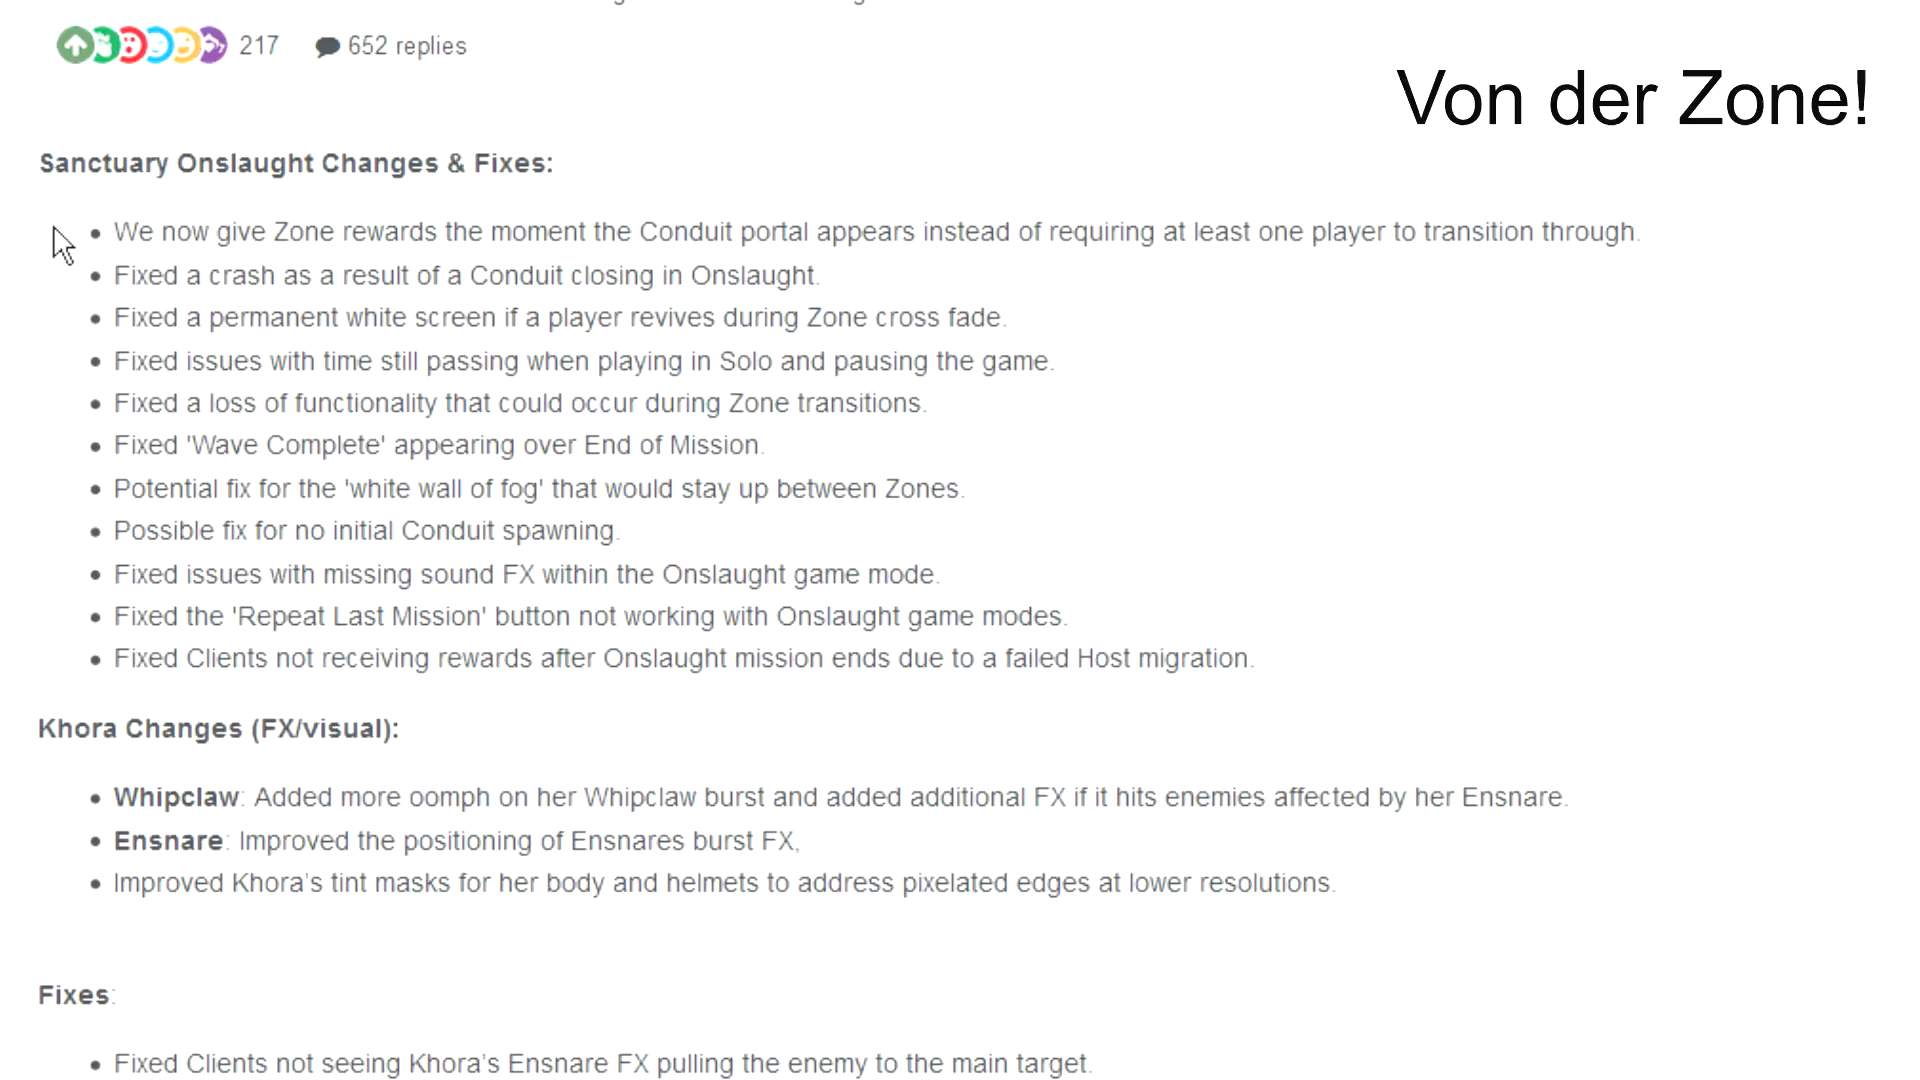 217 652 replies
Von der Zone!
Sanctuary Onslaught Changes & Fixes:
• We now give Zone rewards the moment the Conduit portal appears instead of requiring at least one player to transition through.
• Fixed a crash as a result of a Conduit closing in Onslaught.
• Fixed a permanent white screen if a player revives during Zone cross fade.
• Fixed issues with time still passing when playing in Solo and pausing the game.
• Fixed a loss of functionality that could occur during Zone transitions.
• Fixed 'Wave Complete' appearing over End of Mission.
• Potential fix for the 'white wall of fog' that would stay up between Zones.
• Possible fix for no initial Conduit spawning.
• Fixed issues with missing sound FX within the Onslaught game mode.
• Fixed the 'Repeat Last Mission' button not working with Onslaught game modes.
• Fixed Clients not receiving rewards after Onslaught mission ends due to a failed Host migration.
Khora Changes (FX/visual):
• Whipclaw: Added more oomph on her Whipclaw burst and added additional FX if it hits enemies affected by her Ensnare.
• Ensnare: Improved the positioning of Ensnares burst FX,
• Improved Khora's tint masks for her body and helmets to address pixelated edges at lower resolutions.
Fixes:
• Fixed Clients not seeing Khora's Ensnare FX pulling the enemy to the main target.